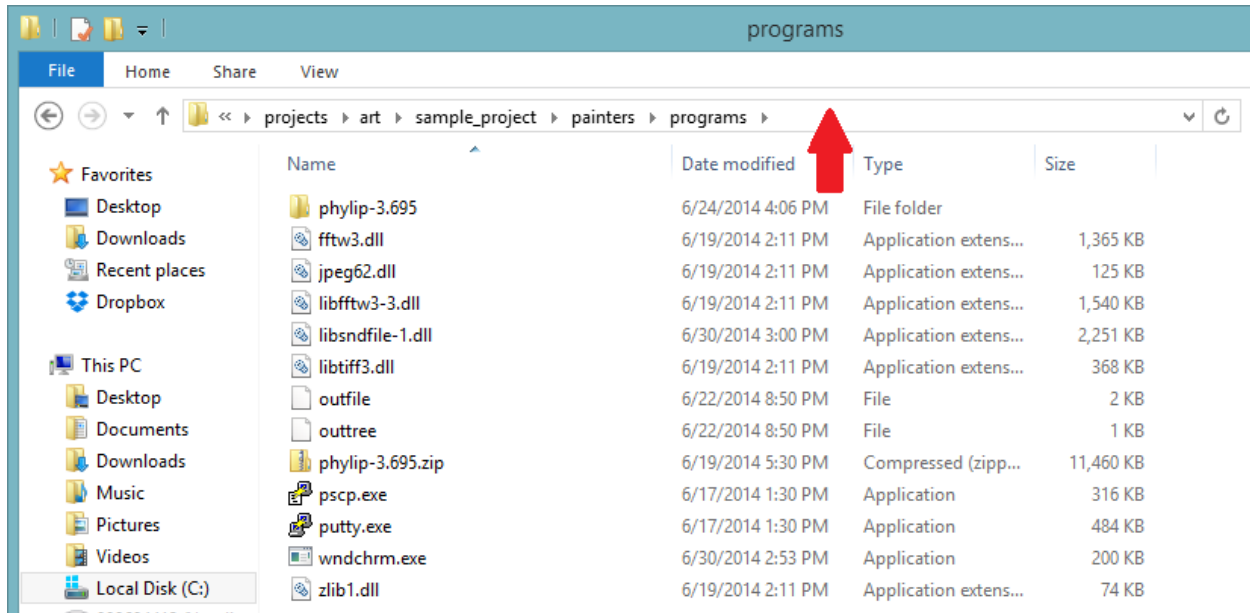 programs
File Home Share View
« projects art sample_project painters programs
Name Date modified Type Size
Favorites
Desktop
Downloads
Recent places
Dropbox
This PC
Desktop
Documents
Downloads
Music
Pictures
Videos
Local Disk (C:)
phylip-3.695 6/24/2014 4:06 PM File folder
fftw3.dll 6/19/2014 2:11 PM Application extens... 1,365 KB
jpeg62.dll 6/19/2014 2:11 PM Application extens... 125 KB
libfftw3-3.dll 6/19/2014 2:11 PM Application extens... 1,540 KB
libsndfile-1.dll 6/30/2014 3:00 PM Application extens... 2,251 KB
libtiff3.dll 6/19/2014 2:11 PM Application extens... 368 KB
outfile 6/22/2014 8:50 PM File 2 KB
outtree 6/22/2014 8:50 PM File 1 KB
phylip-3.695.zip 6/19/2014 5:30 PM Compressed (zipp... 11,460 KB
pscp.exe 6/17/2014 1:30 PM Application 316 KB
putty.exe 6/17/2014 1:30 PM Application 484 KB
wndchrm.exe 6/30/2014 2:53 PM Application 200 KB
zlib1.dll 6/19/2014 2:11 PM Application extens... 74 KB